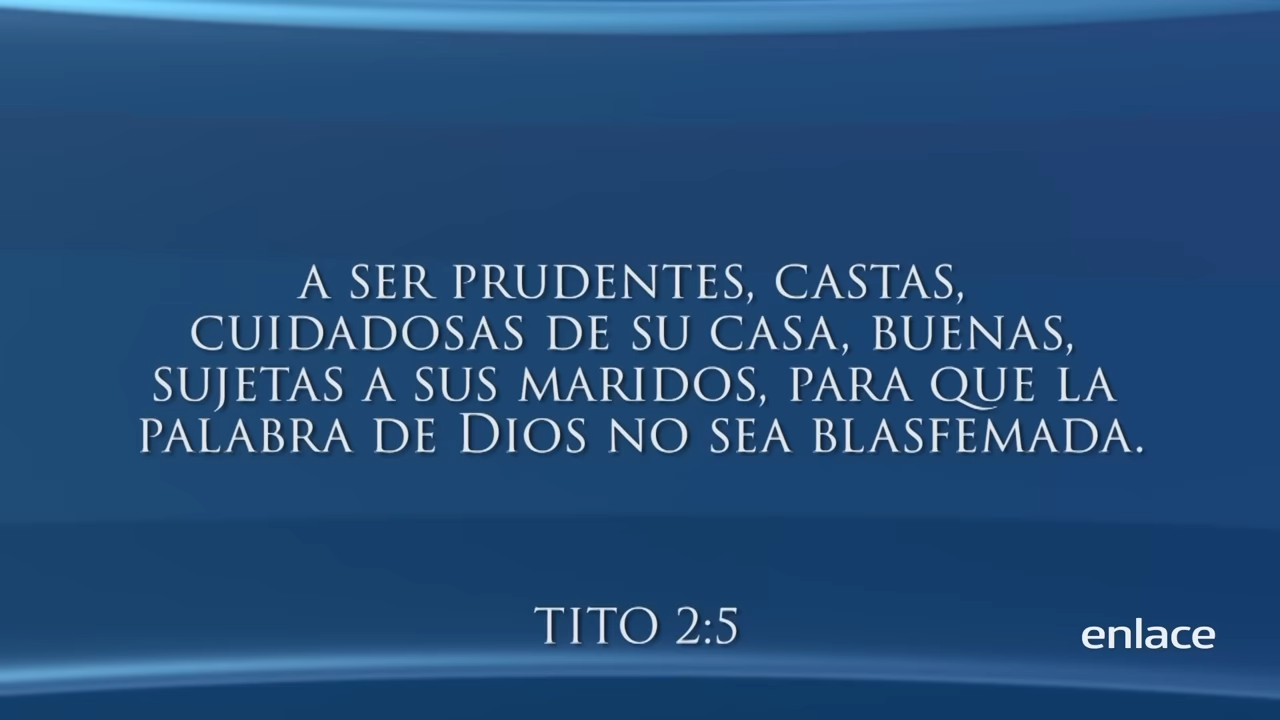 A SER PRUDENTES, CASTAS,
CUIDADOSAS DE SU CASA, BUENAS,
SUJETAS A SUS MARIDOS, PARA QUE LA
PALABRA DE DIOS NO SEA BLASFEMADA.
TITO 2:5
enlace